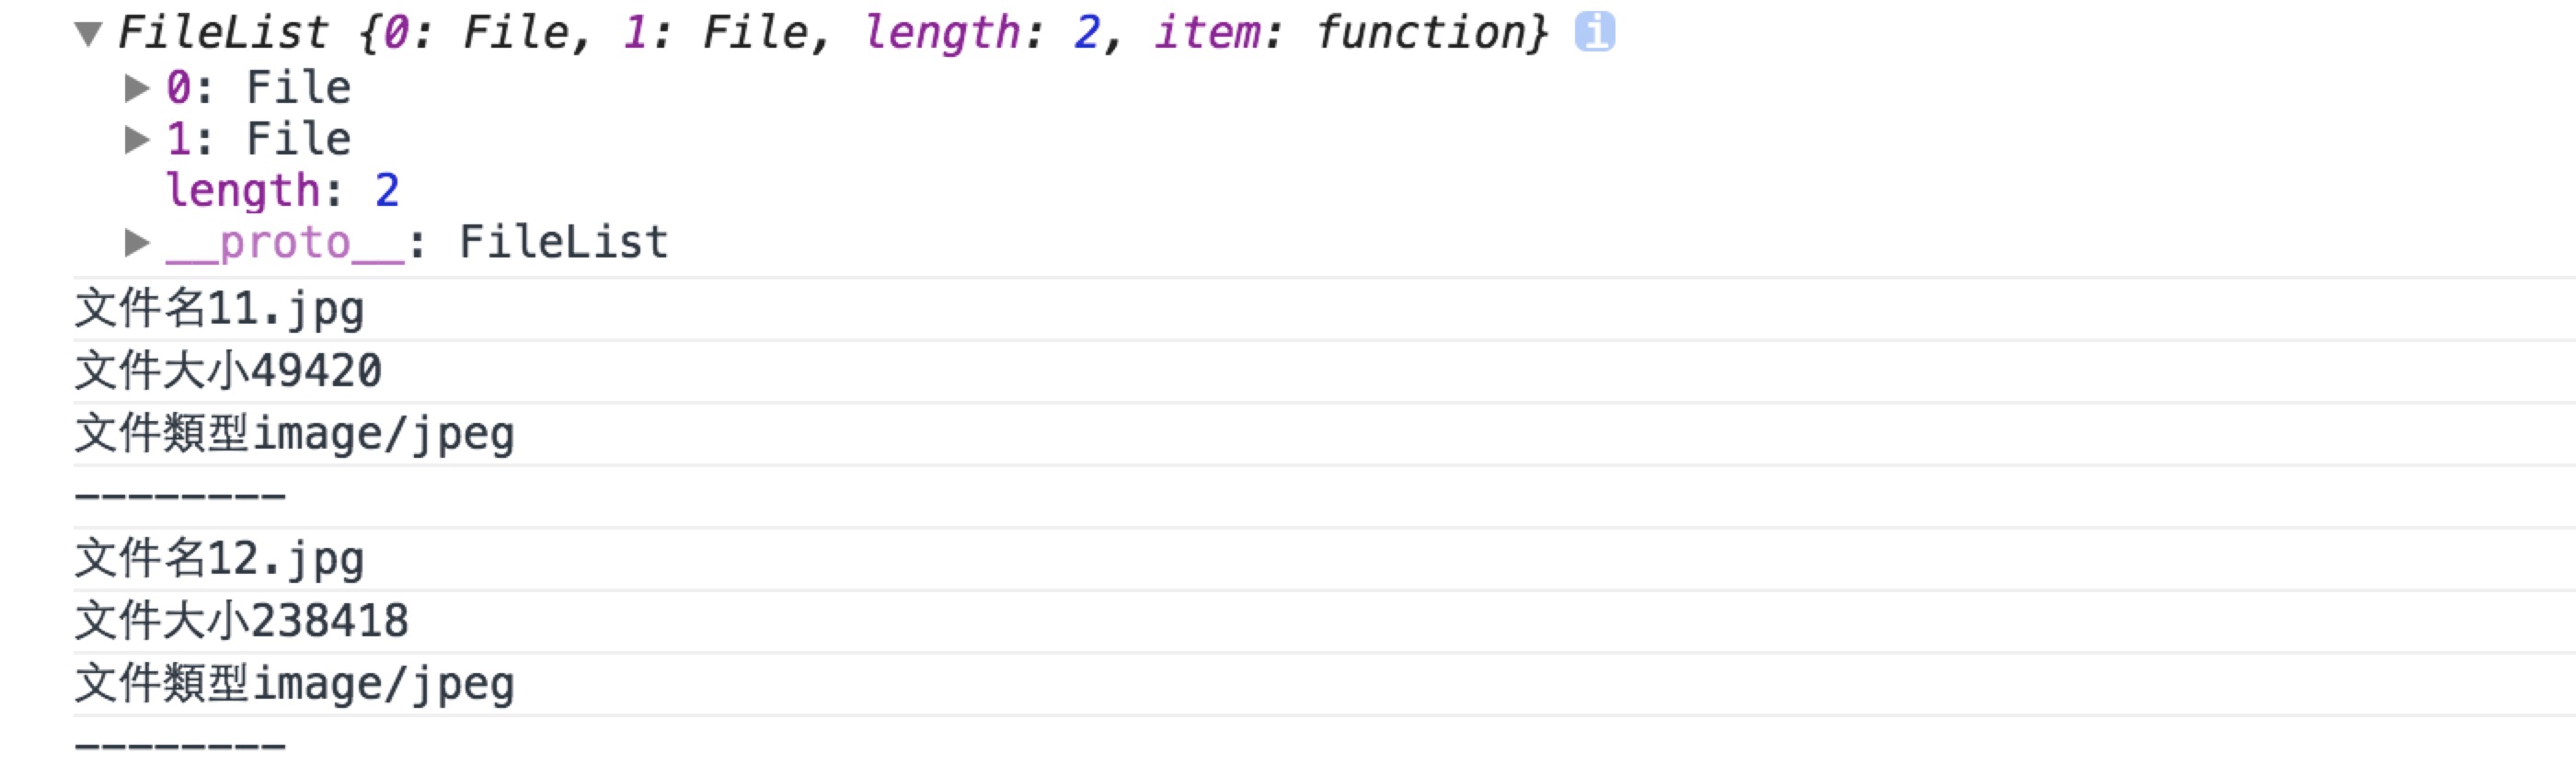 ▼ FileList {0: File, 1: File, length: 2, item: function} i
▶ 0: File
▶ 1: File
length: 2
▶ __proto__: FileList
文件名11.jpg
文件大小49420
文件類型image/jpeg
--------
文件名12.jpg
文件大小238418
文件類型image/jpeg
--------